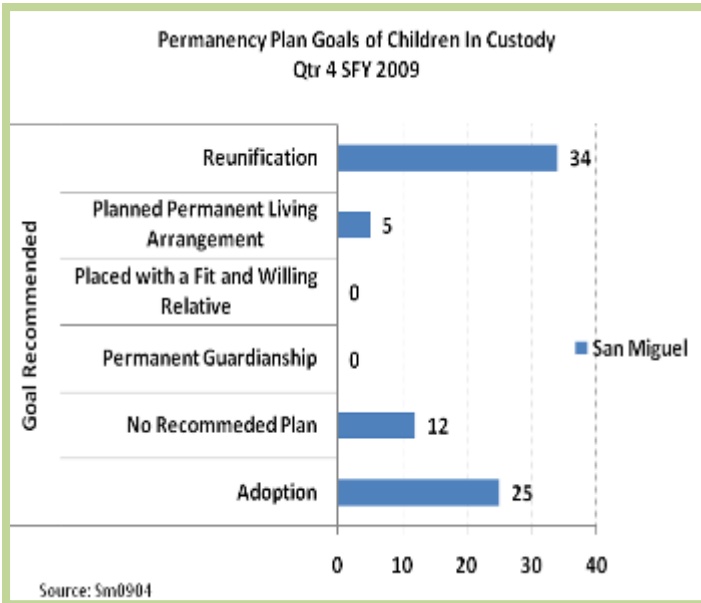 Permanency Plan Goals of Children In Custody
Qtr 4 SFY 2009
Goal Recommended
Reunification
34
Planned Permanent Living
Arrangement
5
Placed with a Fit and Willing
Relative
0
Permanent Guardianship
0
No Recommeded Plan
12
Adoption
25
San Miguel
0 10 20 30 40
Source: Sm0904